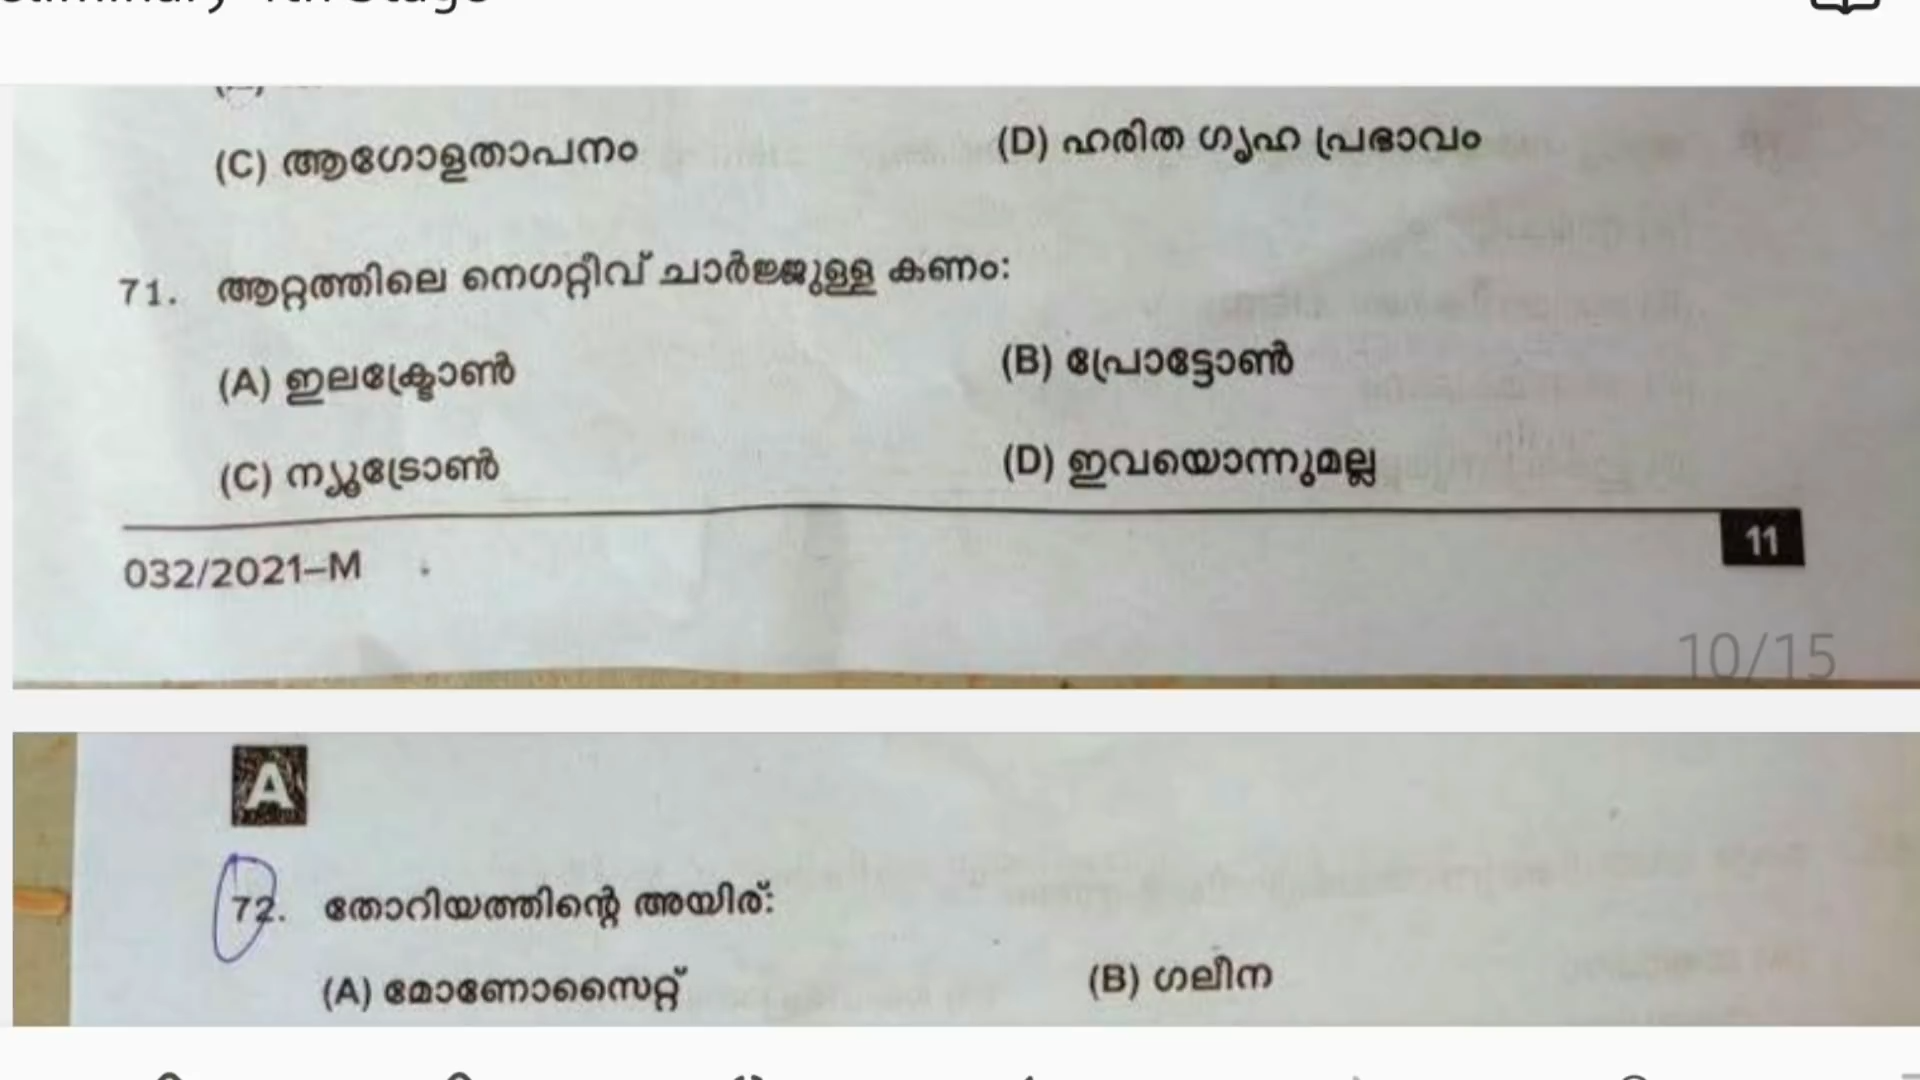 (C) ആഗോളതാപനം (D) ഹരിത ഗൃഹ പ്രഭാവം
71. ആറ്റത്തിലെ നെഗറ്റീവ് ചാർജ്ജുള്ള കണം:
(A) ഇലക്ട്രോൺ (B) പ്രോട്ടോൺ
(C) ന്യൂട്രോൺ (D) ഇവയൊന്നുമല്ല
032/2021–M 11
10/15
A
72. തോറിയത്തിന്റെ അയിര്:
(A) മോണോസൈറ്റ് (B) ഗലീന